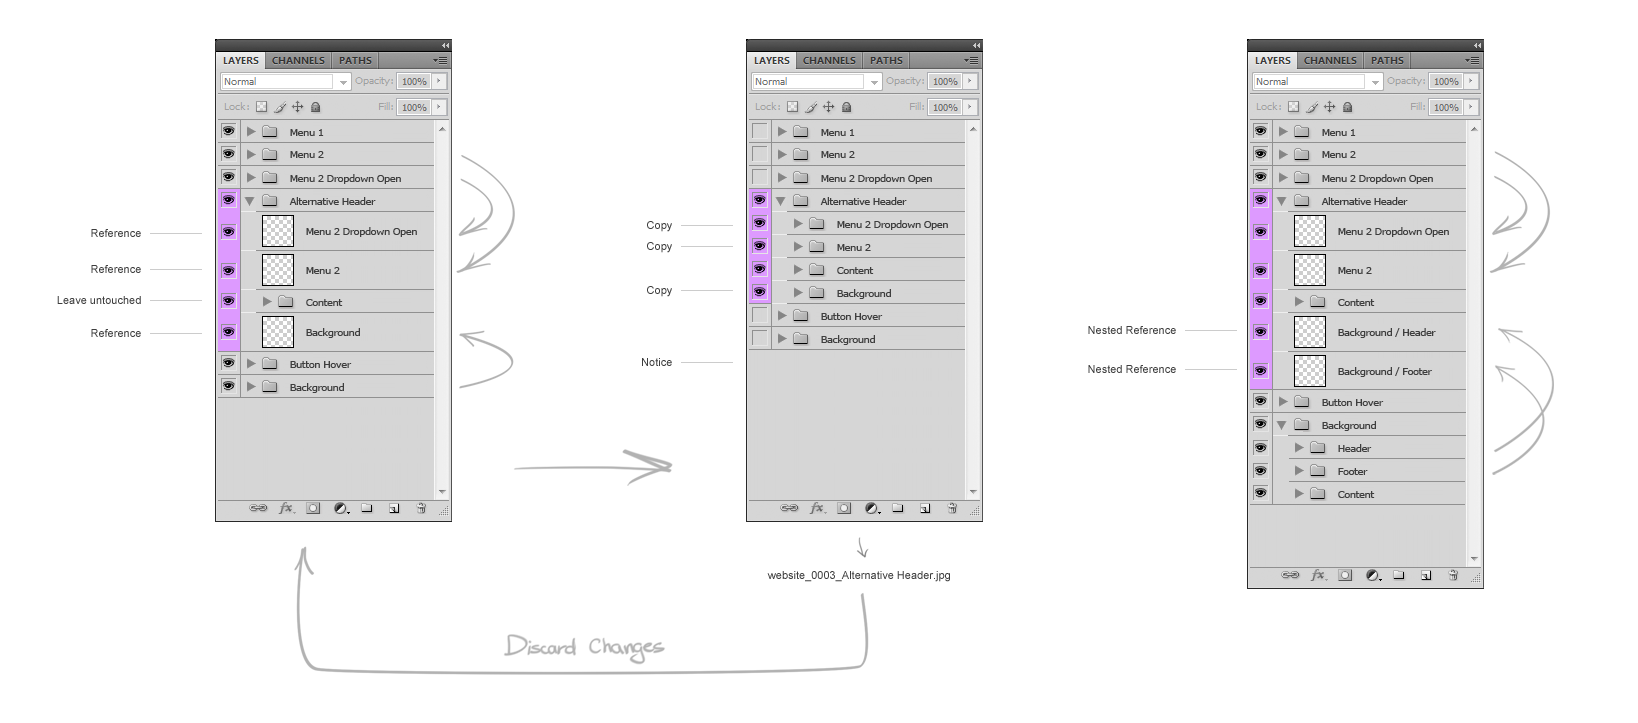 LAYERS CHANNELS PATHS
Normal Opacity: 100%
Lock: Fill: 100%
Menu 1
Menu 2
Menu 2 Dropdown Open
Alternative Header
Reference Menu 2 Dropdown Open
Reference Menu 2
Leave untouched Content
Reference Background
Button Hover
Background
fx.
LAYERS CHANNELS PATHS
Normal Opacity: 100%
Lock: Fill: 100%
Menu 1
Menu 2
Menu 2 Dropdown Open
Alternative Header
Copy Menu 2 Dropdown Open
Copy Menu 2
Content
Copy Background
Button Hover
Background
Notice
fx.
website_0003_Alternative Header.jpg
Discard Changes
LAYERS CHANNELS PATHS
Normal Opacity: 100%
Lock: Fill: 100%
Menu 1
Menu 2
Menu 2 Dropdown Open
Alternative Header
Menu 2 Dropdown Open
Menu 2
Content
Nested Reference Background / Header
Nested Reference Background / Footer
Button Hover
Background
Header
Footer
Content
fx.